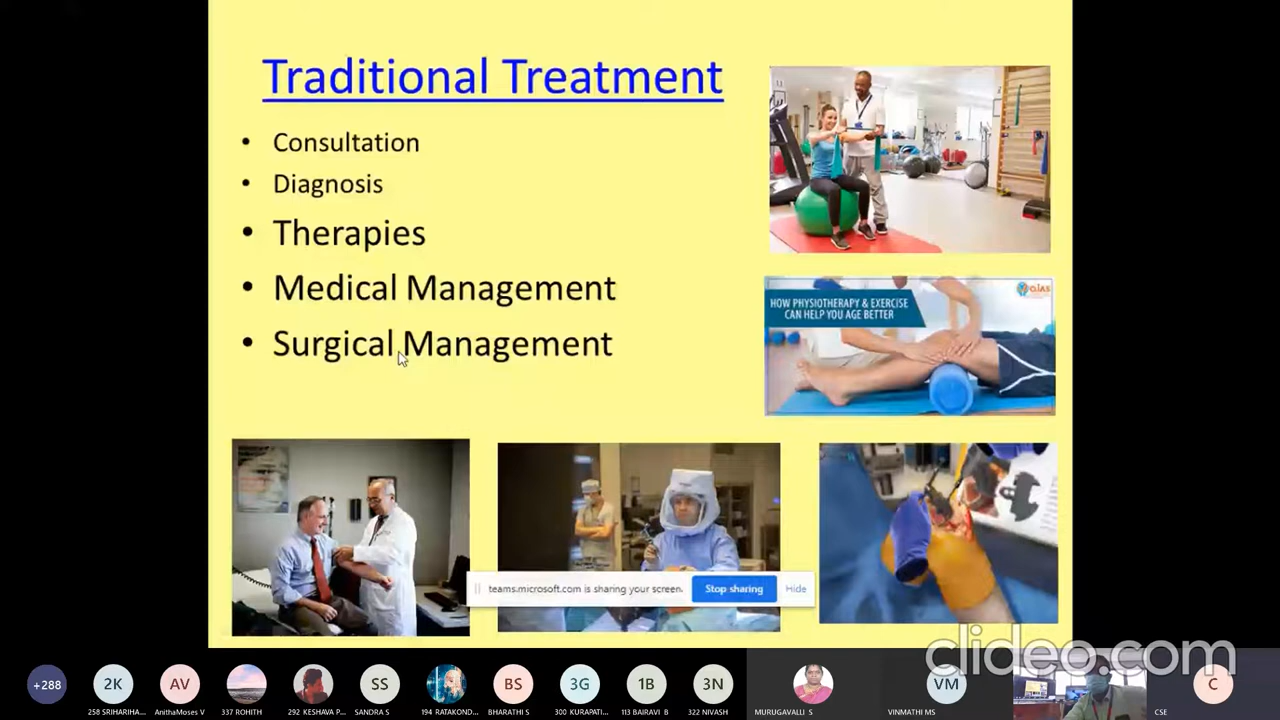 Traditional Treatment
• Consultation
• Diagnosis
• Therapies
• Medical Management
• Surgical Management
OJAS
HOW PHYSIOTHERAPY & EXERCISE
CAN HELP YOU AGE BETTER
teams.microsoft.com is sharing your screen.
Stop sharing
Hide
clideo.com
+288
2K
AV
SS
BS
3G
1B
3N
VM
C
258 SRIHARIHA...
AnithaMoses V
337 ROHITH
292 KESHAVA P...
SANDRA S
194 RATAKOND...
BHARATHI S
300 KURAPATI...
113 BAIRAVI B
322 NIVASH
MURUGAVALLI S
VINMATHI MS
CSE